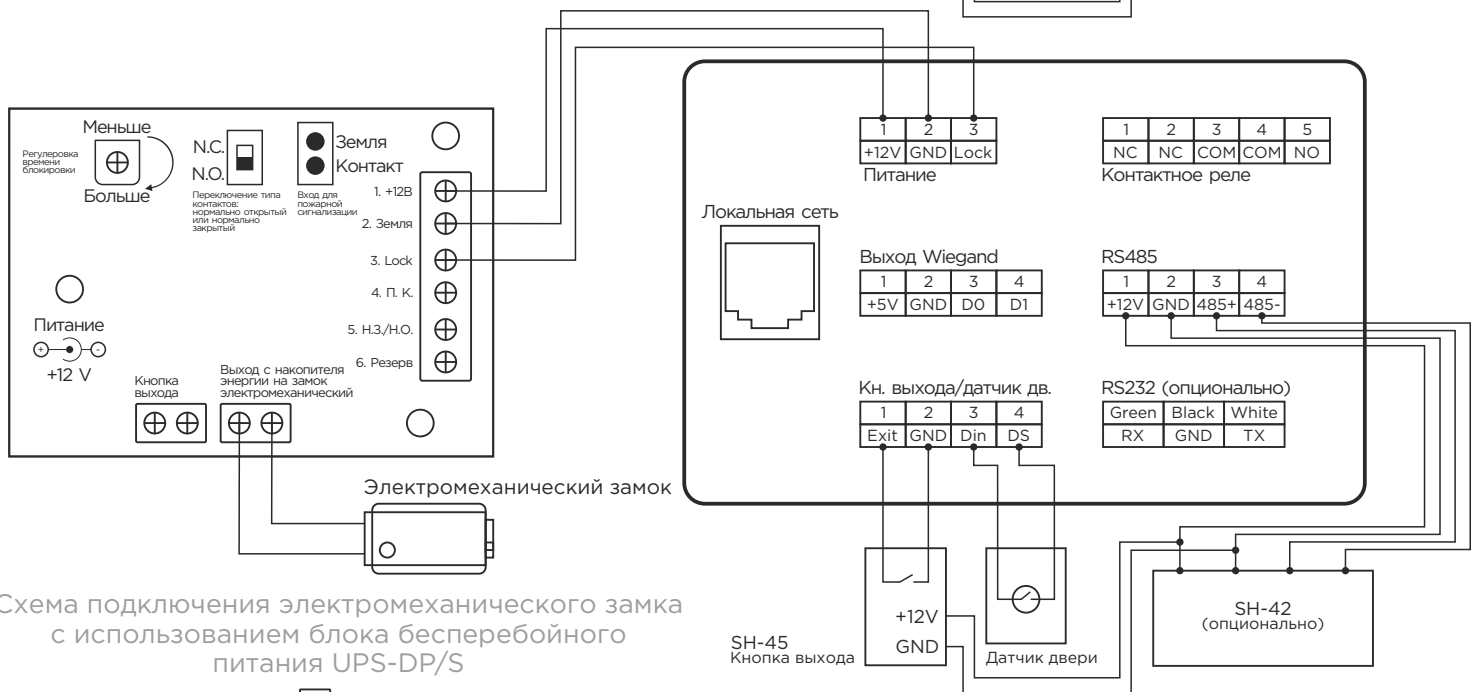 Меньше
Регулеровка
времени
блокировки
Больше
N.C.
N.O.
Переключение типа
контактов:
нормально открытый
или нормально
закрытый
Земля
Контакт
Вход для
пожарной
сигнализации
1. +12В
2. Земля
3. Lock
4. П. К.
5. Н.З./Н.О.
6. Резерв
Питание
+ -
+12 V
Кнопка
выхода
Выход с накопителя
энергии на замок
электромеханический
Электромеханический замок
Схема подключения электромеханического замка
с использованием блока бесперебойного
питания UPS-DP/S
1 2 3
+12V GND Lock
Питание
1 2 3 4 5
NC NC COM COM NO
Контактное реле
Локальная сеть
Выход Wiegand
1 2 3 4
+5V GND D0 D1
RS485
1 2 3 4
+12V GND 485+ 485-
Кн. выхода/датчик дв.
1 2 3 4
Exit GND Din DS
RS232 (опционально)
Green Black White
RX GND TX
+12V
GND
SH-45
Кнопка выхода
Датчик двери
SH-42
(опционально)